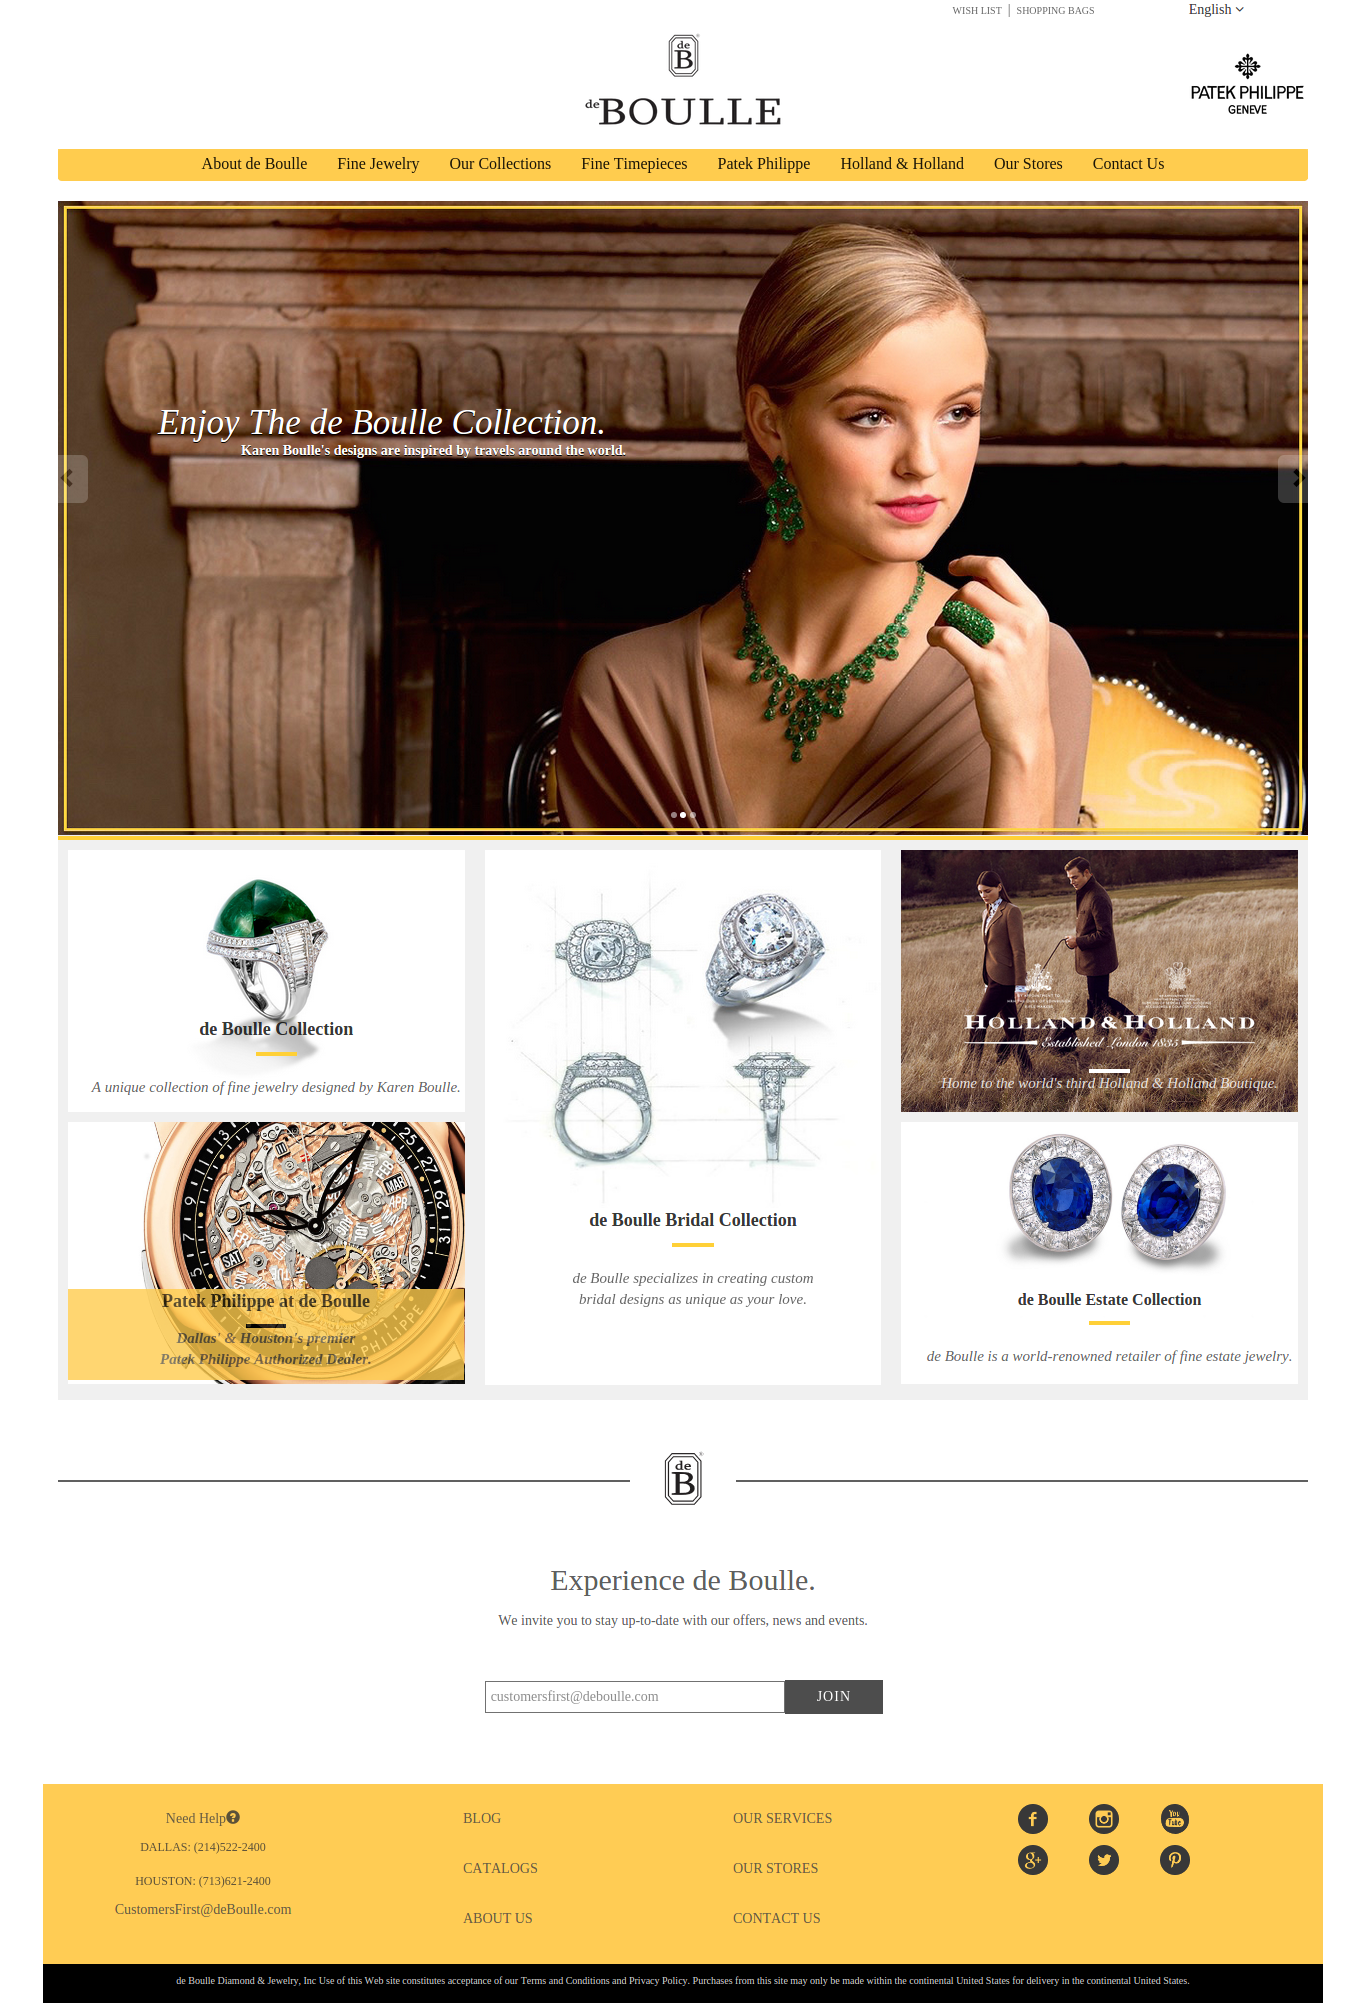 WISH LIST | SHOPPING BAGS
English
de
B
de BOULLE
PATEK PHILIPPE
GENEVE
About de Boulle Fine Jewelry Our Collections Fine Timepieces Patek Philippe Holland & Holland Our Stores Contact Us
Enjoy The de Boulle Collection.
Karen Boulle's designs are inspired by travels around the world.
de Boulle Collection
A unique collection of fine jewelry designed by Karen Boulle.
Patek Philippe at de Boulle
Dallas' & Houston's premier
Patek Philippe Authorized Dealer.
de Boulle Bridal Collection
de Boulle specializes in creating custom
bridal designs as unique as your love.
HOLLAND & HOLLAND
Established London 1835
Home to the world's third Holland & Holland Boutique.
de Boulle Estate Collection
de Boulle is a world-renowned retailer of fine estate jewelry.
de
B
Experience de Boulle.
We invite you to stay up-to-date with our offers, news and events.
customersfirst@deboulle.com
JOIN
Need Help
DALLAS: (214)522-2400
HOUSTON: (713)621-2400
CustomersFirst@deBoulle.com
BLOG
CATALOGS
ABOUT US
OUR SERVICES
OUR STORES
CONTACT US
You
Tube
de Boulle Diamond & Jewelry, Inc Use of this Web site constitutes acceptance of our Terms and Conditions and Privacy Policy. Purchases from this site may only be made within the continental United States for delivery in the continental United States.